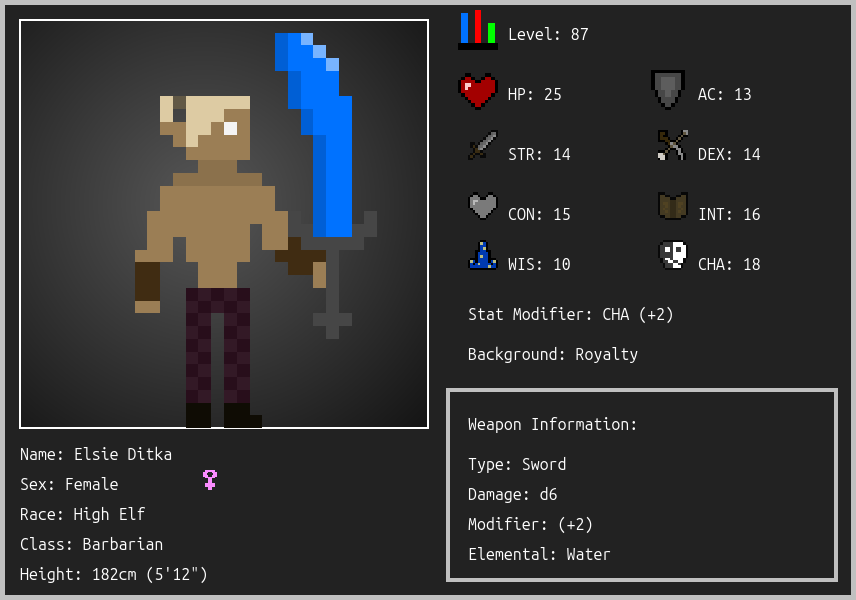 Level: 87
HP: 25
AC: 13
STR: 14
DEX: 14
CON: 15
INT: 16
WIS: 10
CHA: 18
Stat Modifier: CHA (+2)
Background: Royalty
Weapon Information:
Type: Sword
Damage: d6
Modifier: (+2)
Elemental: Water
Name: Elsie Ditka
Sex: Female
Race: High Elf
Class: Barbarian
Height: 182cm (5'12")